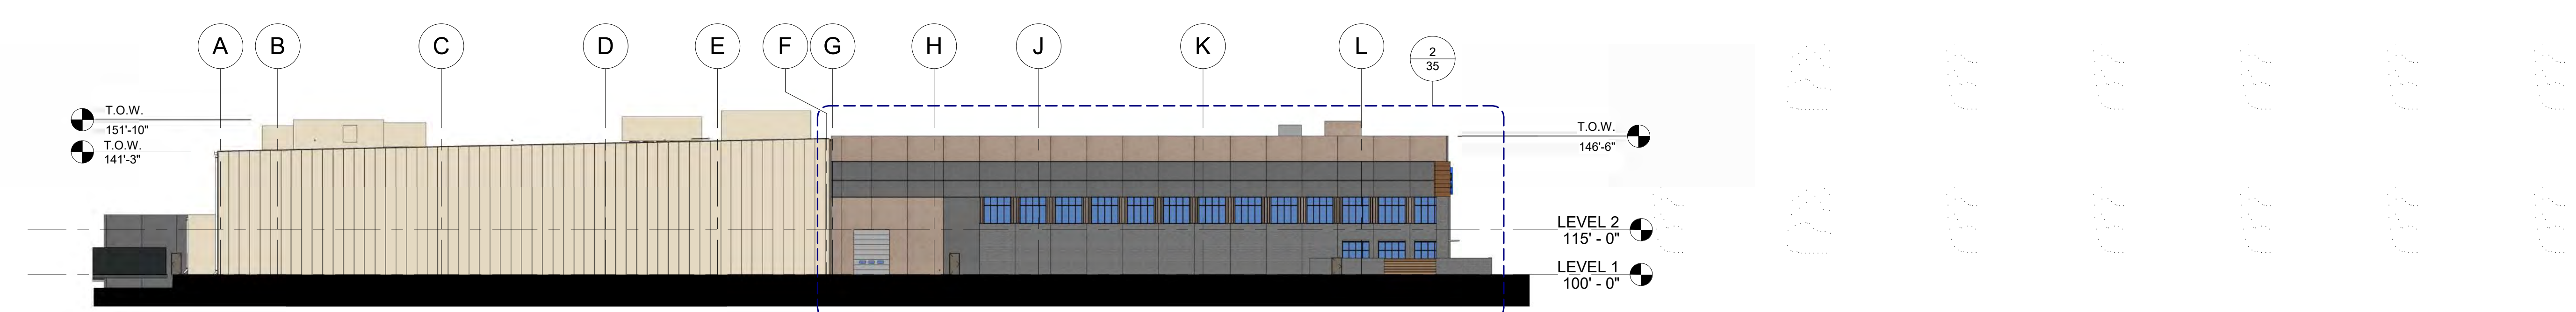 A B C D E F G H J K L
2
35
T.O.W.
151'-10"
T.O.W.
141'-3"
T.O.W.
146'-6"
LEVEL 2
115' - 0"
LEVEL 1
100' - 0"